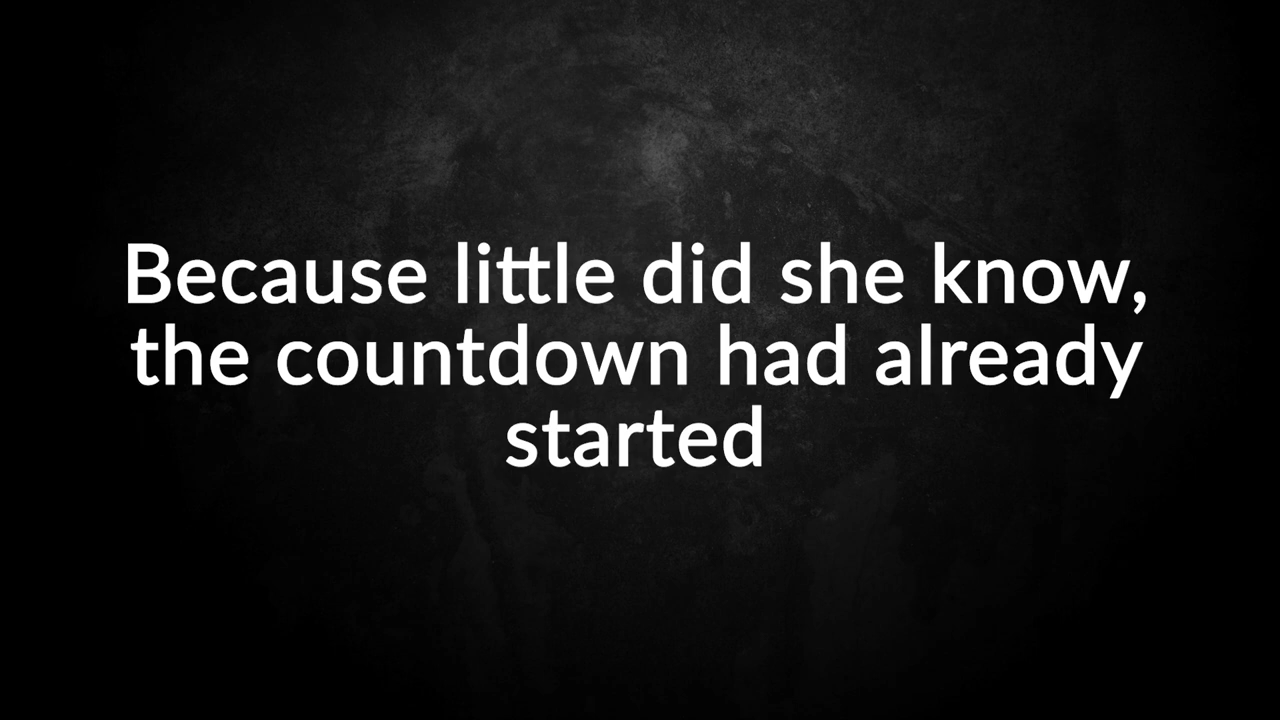 Because little did she know,
the countdown had already
started